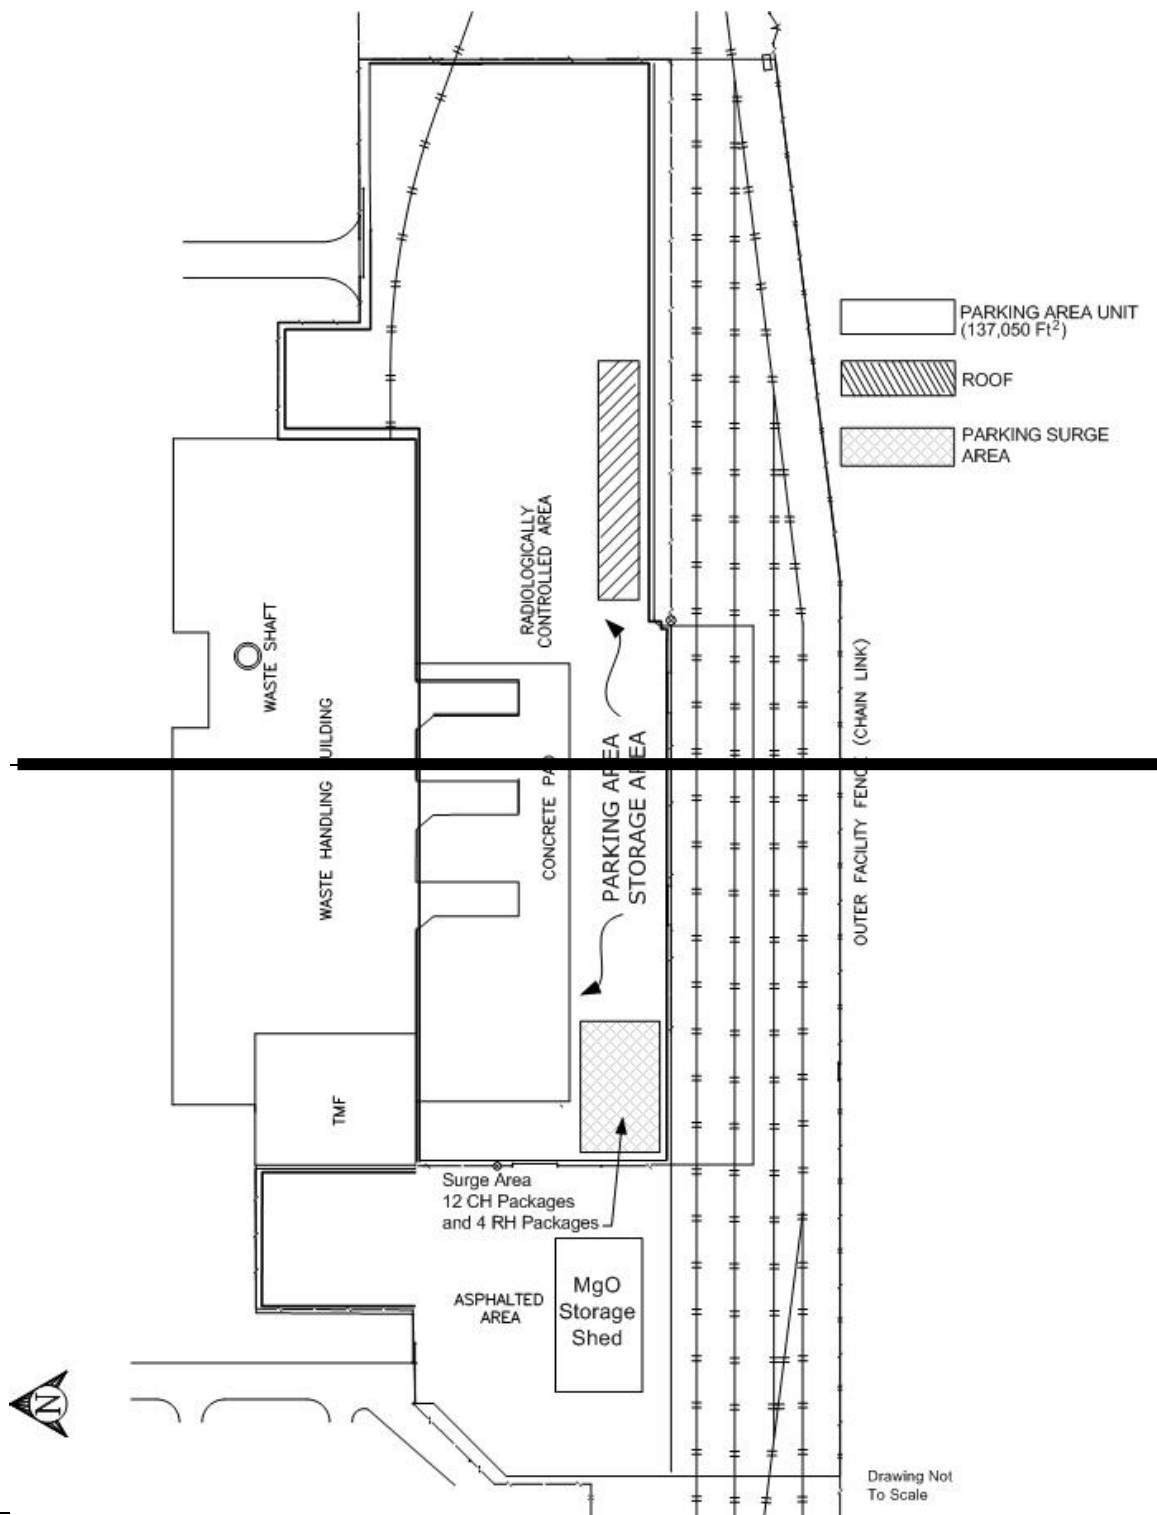 PARKING AREA UNIT
(137,050 Ft²)
ROOF
PARKING SURGE
AREA
RADIOLOGICALLY
CONTROLLED AREA
WASTE SHAFT
WASTE HANDLING UILDING
CONCRETE PA
PARKING AREA
STORAGE AREA
OUTER FACILITY FENCE (CHAIN LINK)
TMF
Surge Area
12 CH Packages
and 4 RH Packages
ASPHALTED
AREA
MgO
Storage
Shed
N
Drawing Not
To Scale